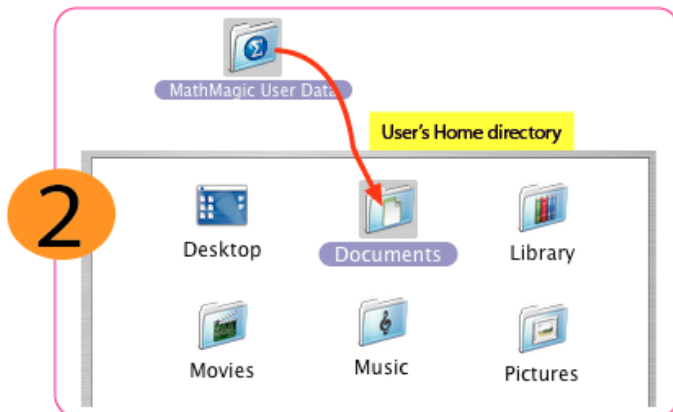 MathMagic User Data
User's Home directory
2
Desktop
Documents
Library
Movies
Music
Pictures